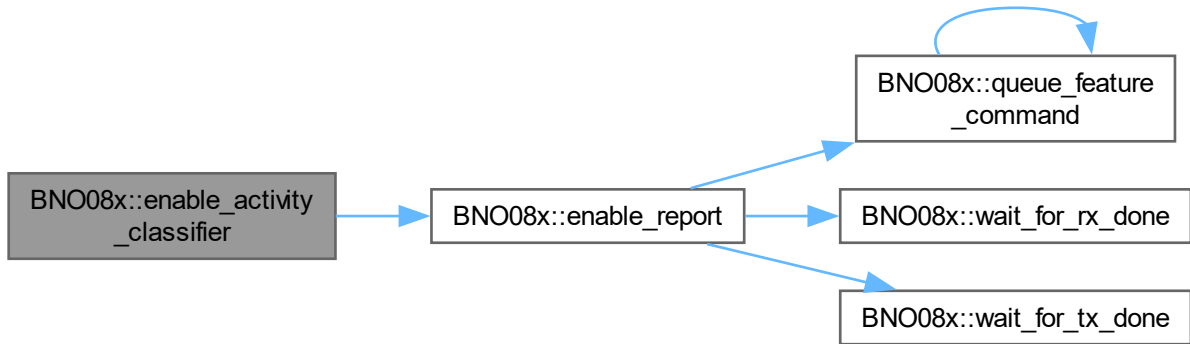 BNO08x::queue_feature
_command
BNO08x::enable_activity
_classifier
BNO08x::enable_report
BNO08x::wait_for_rx_done
BNO08x::wait_for_tx_done